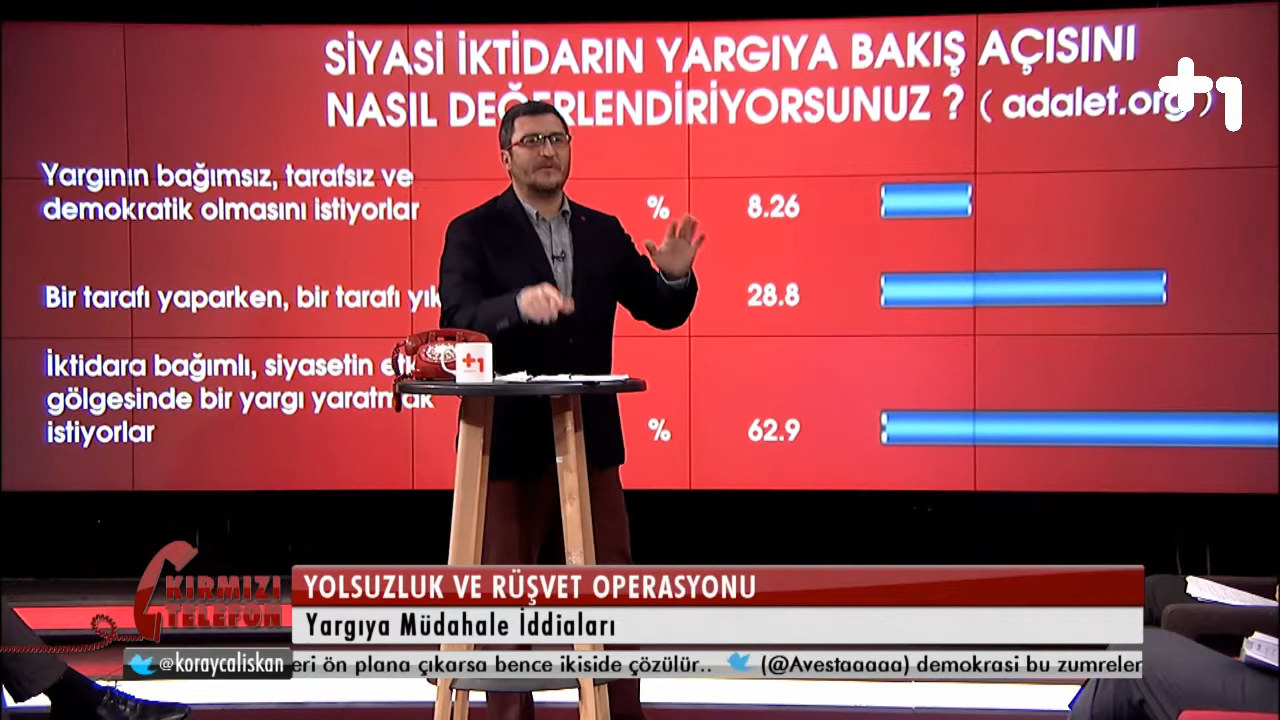 SİYASİ İKTİDARIN YARGIYA BAKIŞ AÇISINI
NASIL DEĞERLENDİRİYORSUNUZ ? ( adalet.org )
+1
Yargının bağımsız, tarafsız ve
demokratik olmasını istiyorlar
% 8.26
Bir tarafı yaparken, bir tarafı
28.8
İktidara bağımlı, siyasetin
gölgesinde bir yargı yaratmak
istiyorlar
% 62.9
+1
KIRMIZI
TELEFON
YOLSUZLUK VE RÜŞVET OPERASYONU
Yargıya Müdahale İddiaları
@koraycaliskan
eri ön plana çıkarsa bence ikiside çözülür.. (@Avestaaaaa) demokrasi bu zumreler